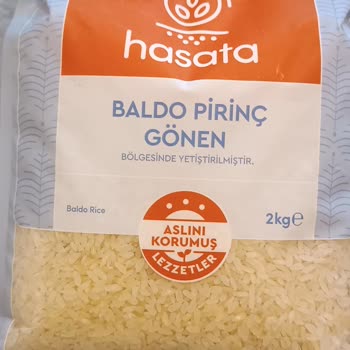 hasata
BALDO PİRİNÇ
GÖNEN
BÖLGESİNDE YETİŞTİRİLMİŞTİR.
Baldo Rice
2kg℮
ASLINI
KORUMUŞ
LEZZETLER